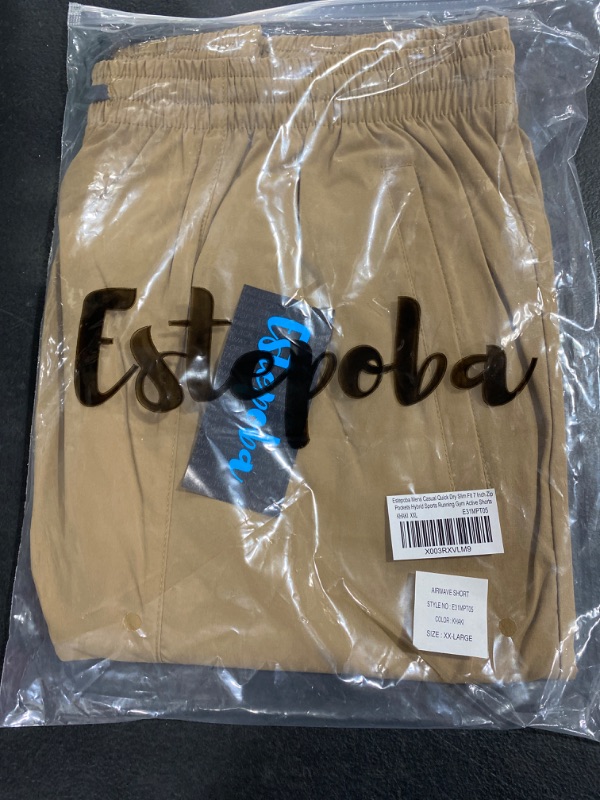 Estepoba
Estepoba
Estepoba Mens Casual Quick Dry Slim Fit 7 Inch Zip
Pockets Hybrid Sports Running Gym Active Shorts
KHAKI XXL E31MPT05
X003RXVLM9
AIRWAVE SHORT
STYLE NO : E31MPT05
COLOR : KHAKI
SIZE : XX-LARGE